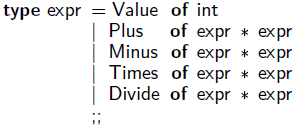 type expr = Value of int
| Plus of expr * expr
| Minus of expr * expr
| Times of expr * expr
| Divide of expr * expr
;;